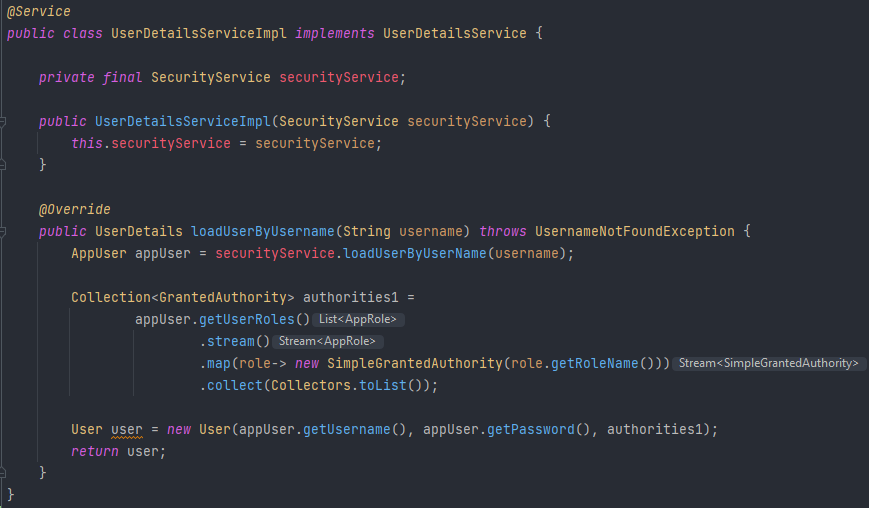 @Service
public class UserDetailsServiceImpl implements UserDetailsService {
private final SecurityService securityService;
public UserDetailsServiceImpl(SecurityService securityService) {
this.securityService = securityService;
}
@Override
public UserDetails loadUserByUsername(String username) throws UsernameNotFoundException {
AppUser appUser = securityService.loadUserByUserName(username);
Collection<GrantedAuthority> authorities1 =
appUser.getUserRoles() List<AppRole>
.stream() Stream<AppRole>
.map(role-> new SimpleGrantedAuthority(role.getRoleName())) Stream<SimpleGrantedAuthority>
.collect(Collectors.toList());
User user = new User(appUser.getUsername(), appUser.getPassword(), authorities1);
return user;
}
}